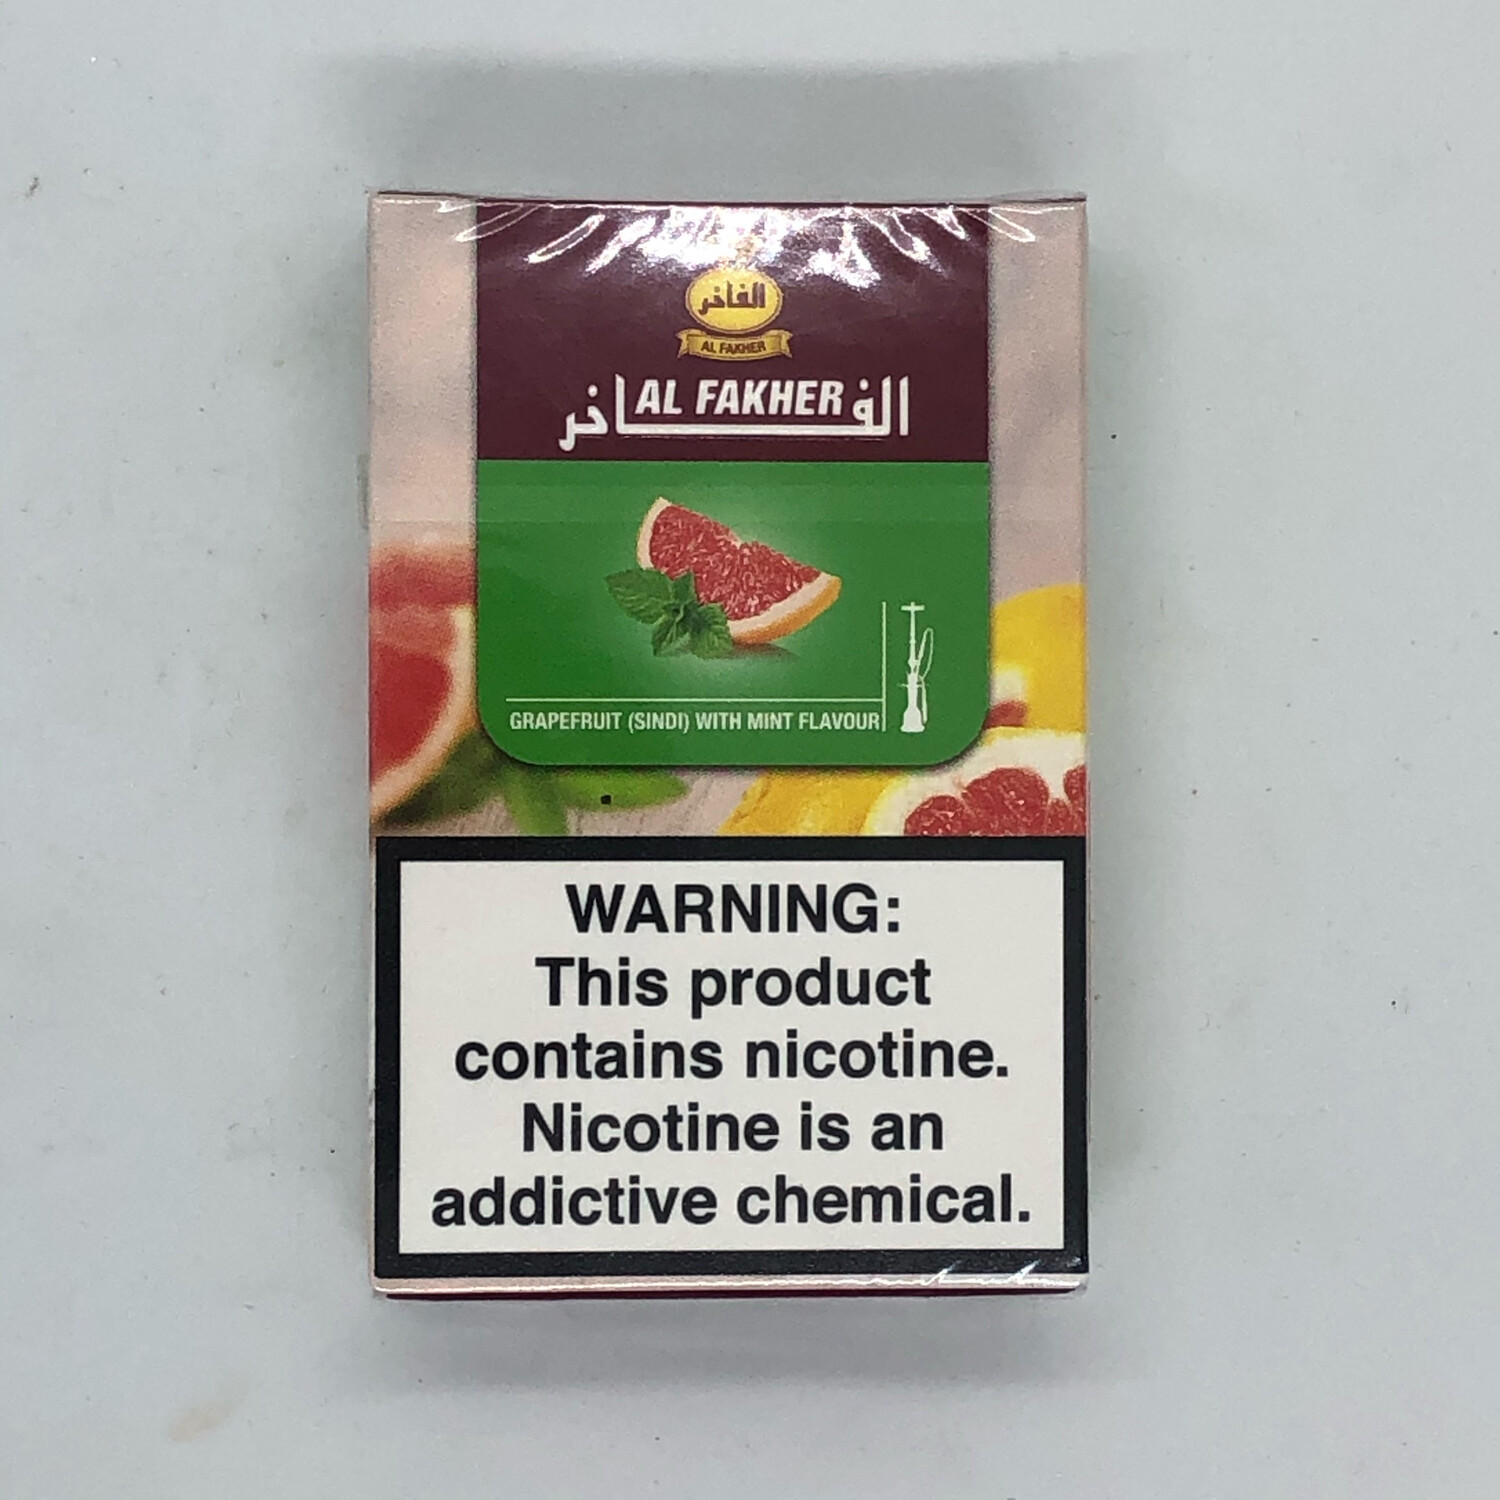 الفاخر
AL FAKHER
الفاخر
AL FAKHER
GRAPEFRUIT (SINDI) WITH MINT FLAVOUR
WARNING:
This product
contains nicotine.
Nicotine is an
addictive chemical.